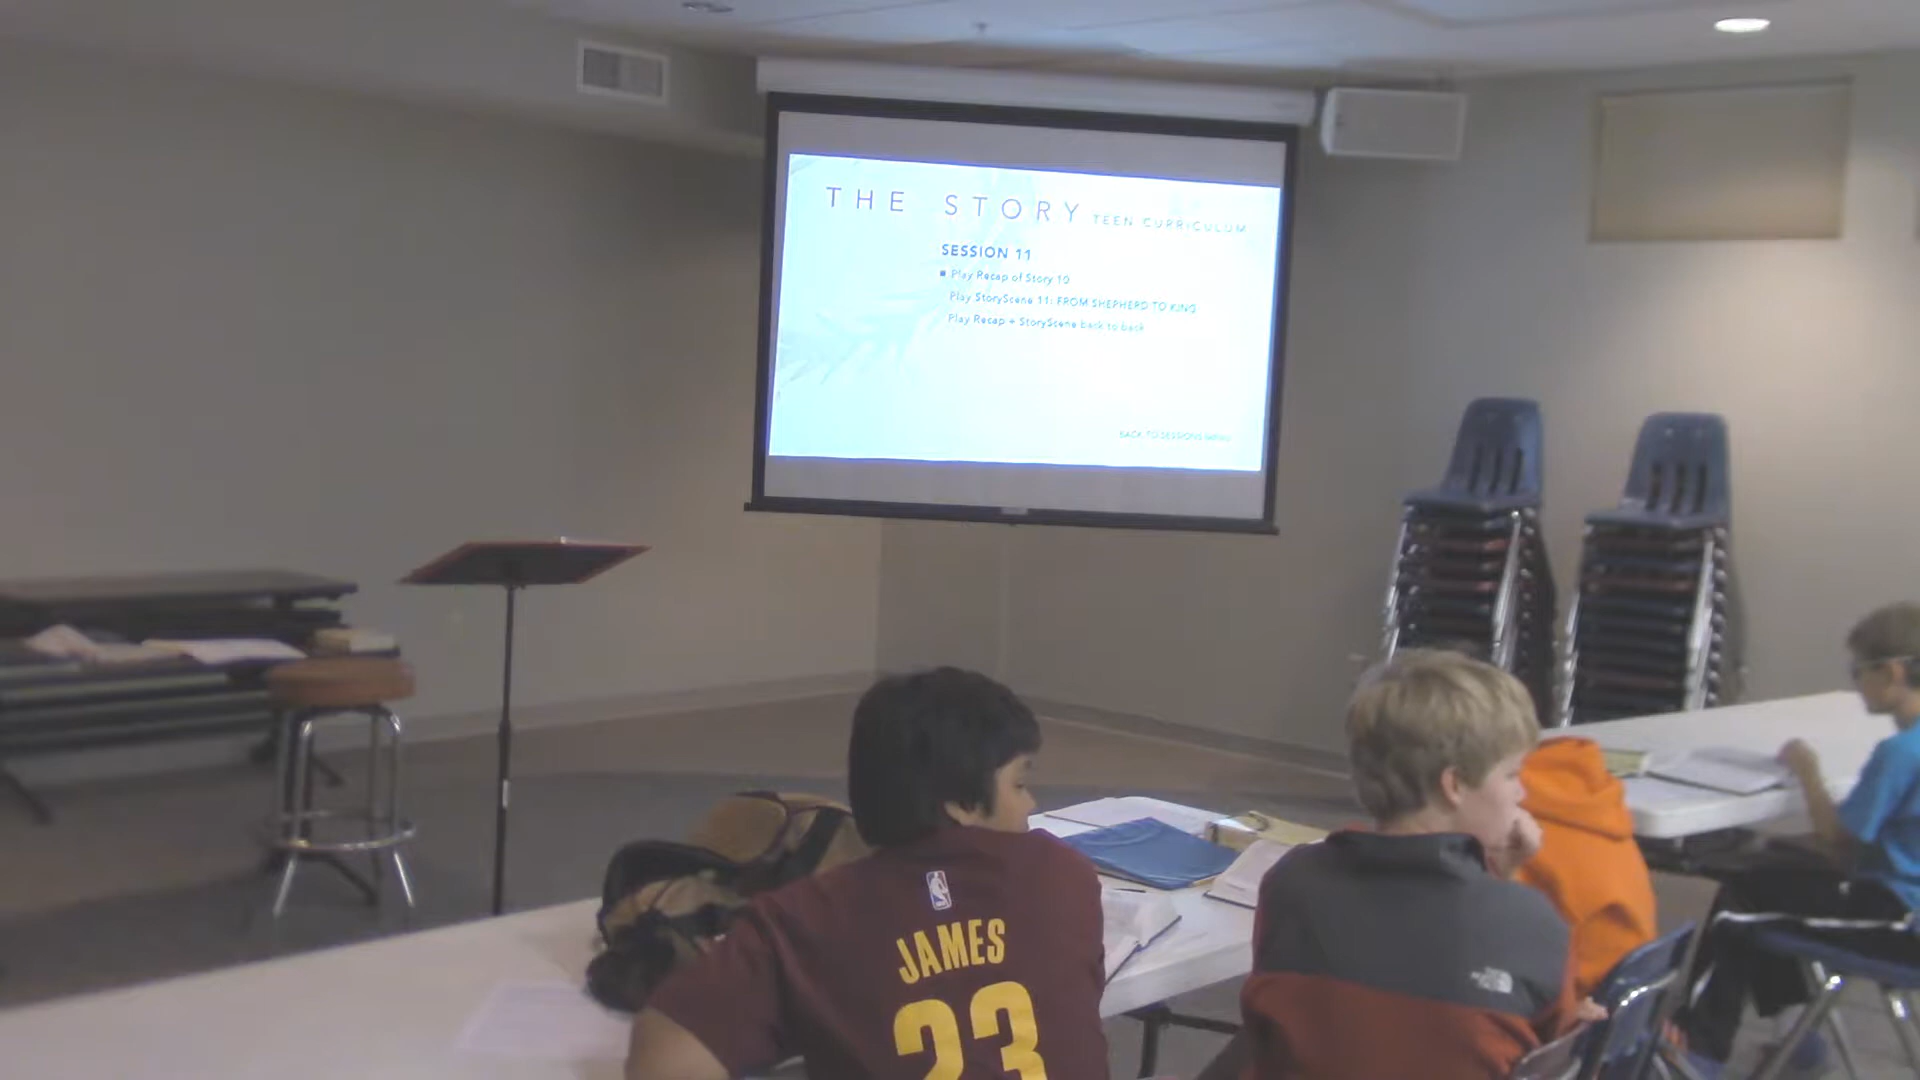 THE STORY TEEN CURRICULUM
SESSION 11
Play Recap of Story 10
Play StoryScene 11: FROM SHEPHERD TO KING
Play Recap + StoryScene back to back
BACK TO SESSIONS MENU
JAMES
23